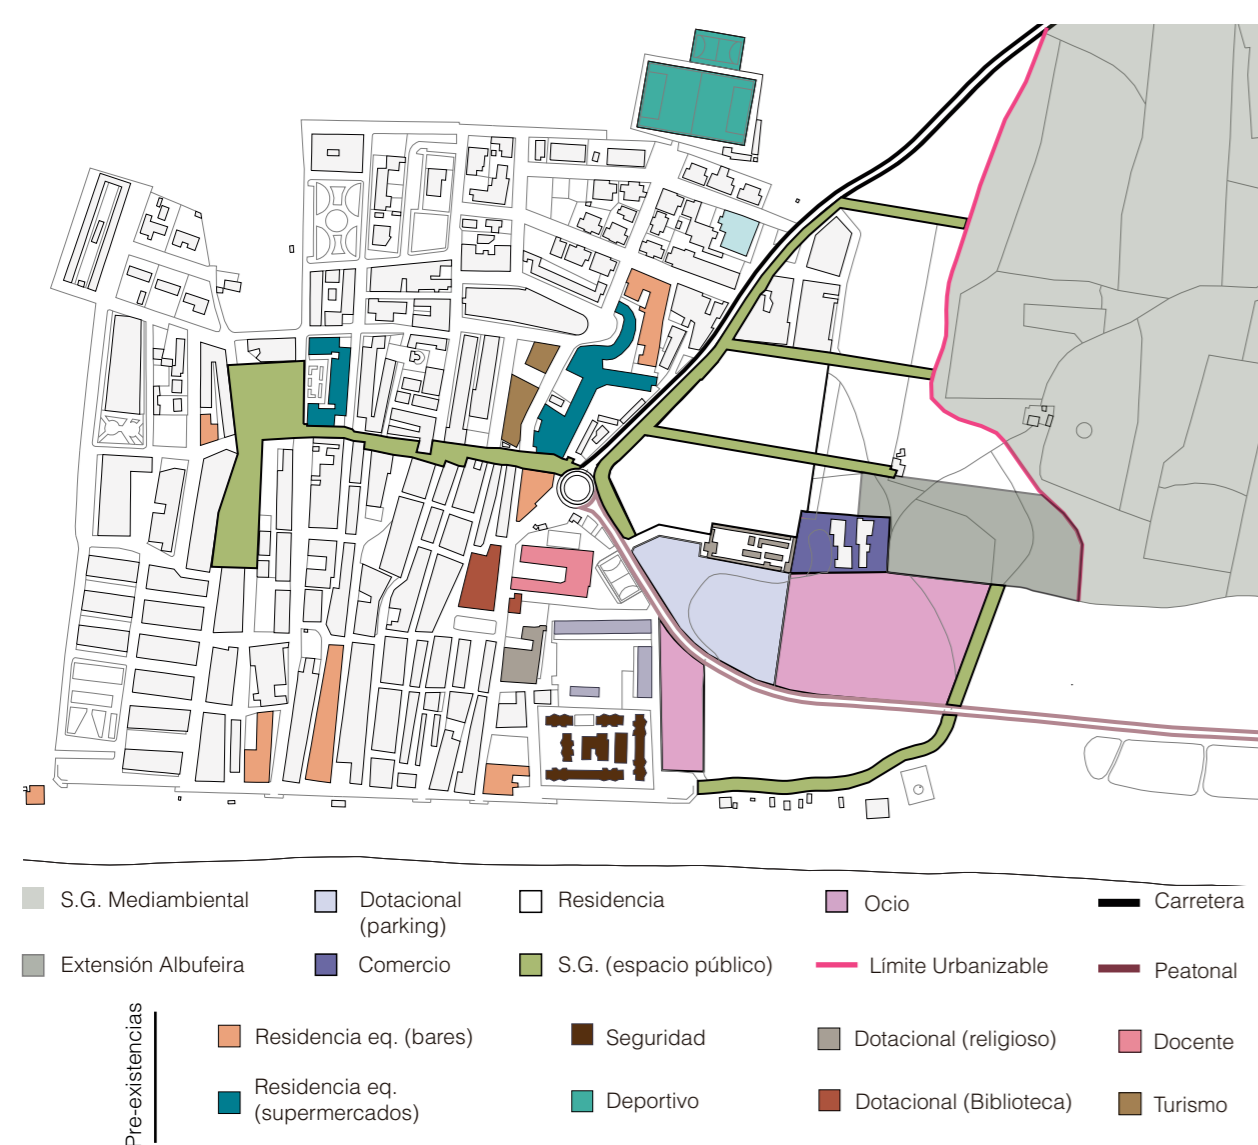 S.G. Mediambiental
Dotacional
(parking)
Residencia
Ocio
Carretera
Extensión Albufeira
Comercio
S.G. (espacio público)
Límite Urbanizable
Peatonal
Pre-existencias
Residencia eq. (bares)
Seguridad
Dotacional (religioso)
Docente
Residencia eq.
(supermercados)
Deportivo
Dotacional (Biblioteca)
Turismo